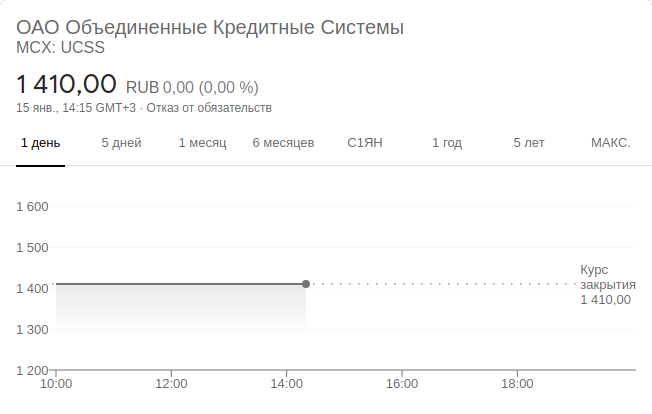 ОАО Объединенные Кредитные Системы
MCX: UCSS
1 410,00 RUB 0,00 (0,00 %)
15 янв., 14:15 GMT+3 · Отказ от обязательств
1 день 5 дней 1 месяц 6 месяцев С1ЯН 1 год 5 лет МАКС.
1 600
1 500
1 400
1 300
1 200
Курс
закрытия
1 410,00
10:00 12:00 14:00 16:00 18:00